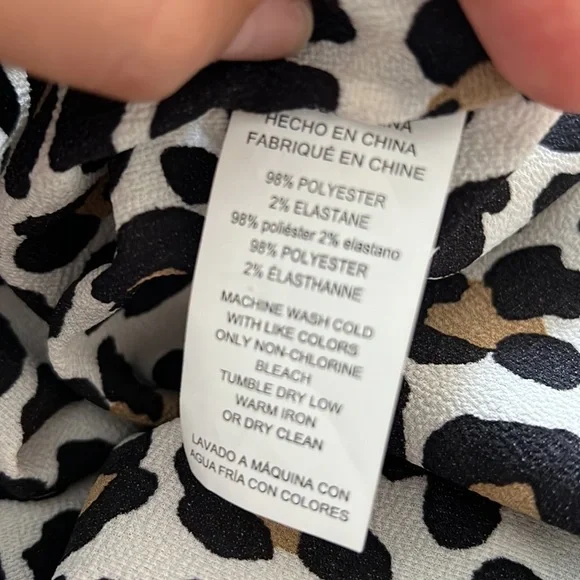 HECHO EN CHINA
FABRIQUÉ EN CHINE
98% POLYESTER
2% ELASTANE
98% poliéster 2% elastano
98% POLYESTER
2% ÉLASTHANNE
MACHINE WASH COLD
WITH LIKE COLORS
ONLY NON-CHLORINE
BLEACH
TUMBLE DRY LOW
WARM IRON
OR DRY CLEAN
LAVADO A MÁQUINA CON
AGUA FRÍA CON COLORES